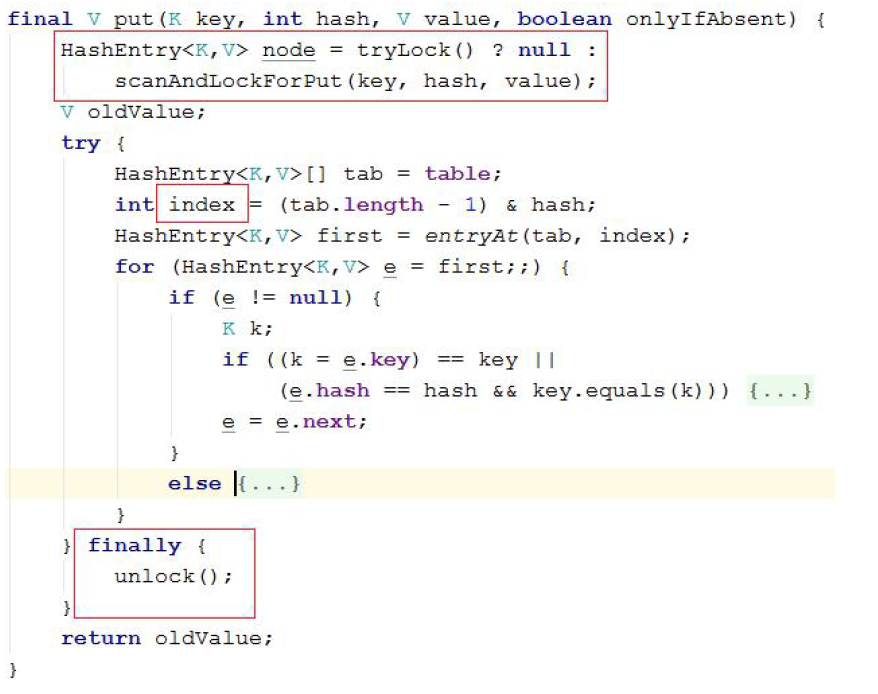 final V put(K key, int hash, V value, boolean onlyIfAbsent) {
HashEntry<K,V> node = tryLock() ? null :
scanAndLockForPut(key, hash, value);
V oldValue;
try {
HashEntry<K,V>[] tab = table;
int index = (tab.length - 1) & hash;
HashEntry<K,V> first = entryAt(tab, index);
for (HashEntry<K,V> e = first;;) {
if (e != null) {
K k;
if ((k = e.key) == key ||
(e.hash == hash && key.equals(k))) {...}
e = e.next;
}
else {...}
}
} finally {
unlock();
}
return oldValue;
}